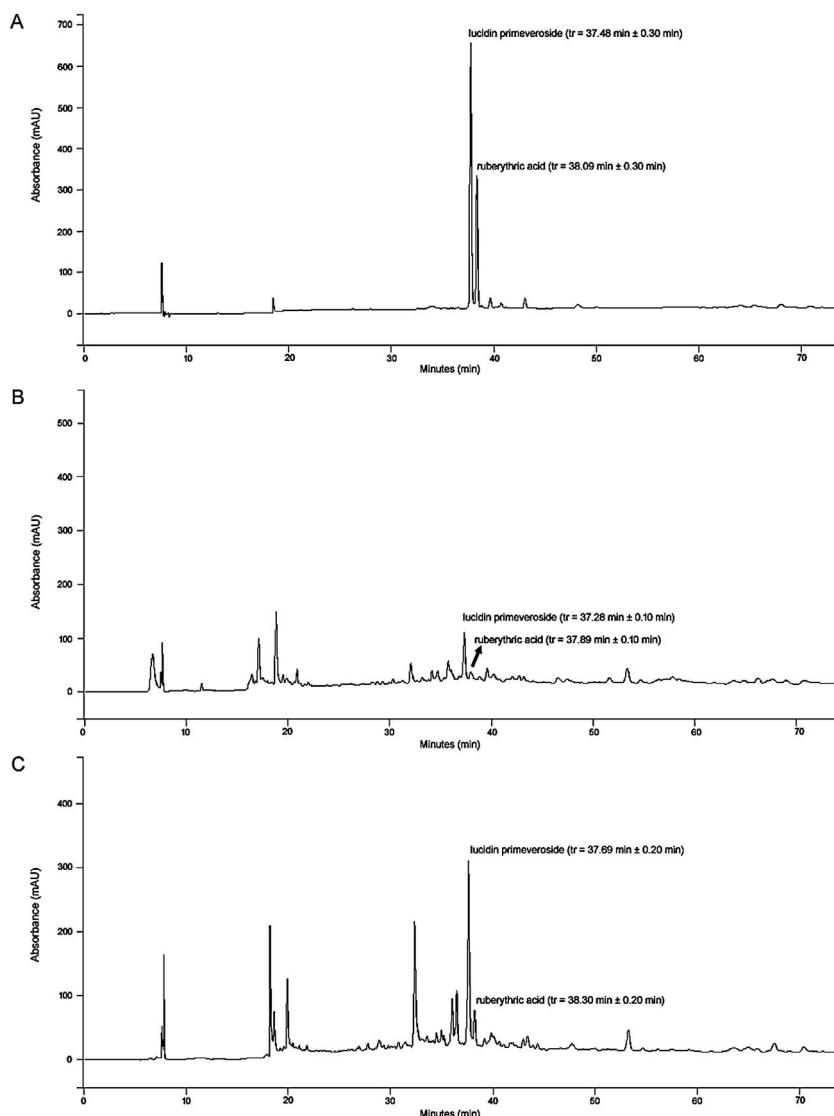 A
700
600
500
400
300
200
100
0
Absorbance (mAU)
lucidin primeveroside (tr = 37.48 min ± 0.30 min)
ruberythric acid (tr = 38.09 min ± 0.30 min)
0 10 20 30 40 50 60 70
Minutes (min)
B
500
400
300
200
100
0
Absorbance (mAU)
lucidin primeveroside (tr = 37.28 min ± 0.10 min)
ruberythric acid (tr = 37.89 min ± 0.10 min)
0 10 20 30 40 50 60 70
Minutes (min)
C
400
300
200
100
0
Absorbance (mAU)
lucidin primeveroside (tr = 37.69 min ± 0.20 min)
ruberythric acid (tr = 38.30 min ± 0.20 min)
0 10 20 30 40 50 60 70
Minutes (min)